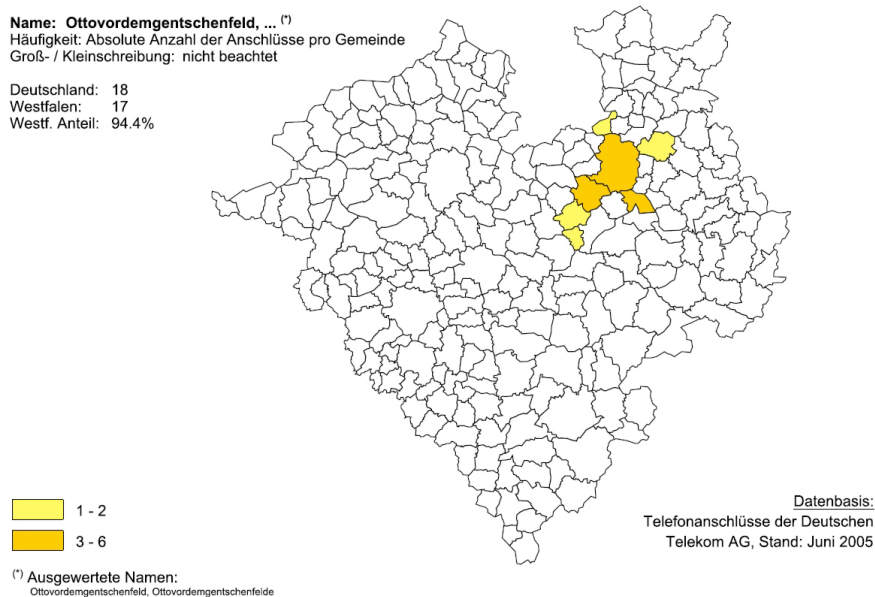 Name: Ottovordemgentschenfeld, ... (*)
Häufigkeit: Absolute Anzahl der Anschlüsse pro Gemeinde
Groß- / Kleinschreibung: nicht beachtet
Deutschland: 18
Westfalen: 17
Westf. Anteil: 94.4%
1 - 2
3 - 6
(*) Ausgewertete Namen:
Ottovordemgentschenfeld, Ottovordemgentschenfelde
Datenbasis:
Telefonanschlüsse der Deutschen
Telekom AG, Stand: Juni 2005